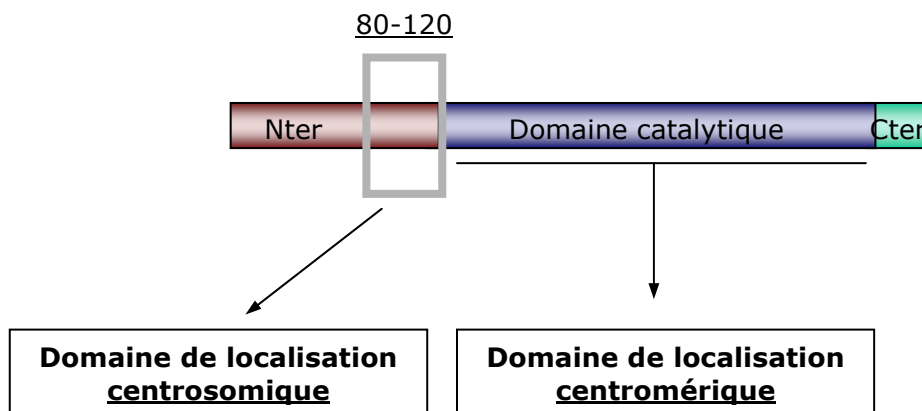 80-120
Nter Domaine catalytique Cter
Domaine de localisation
centrosomique
Domaine de localisation
centromérique